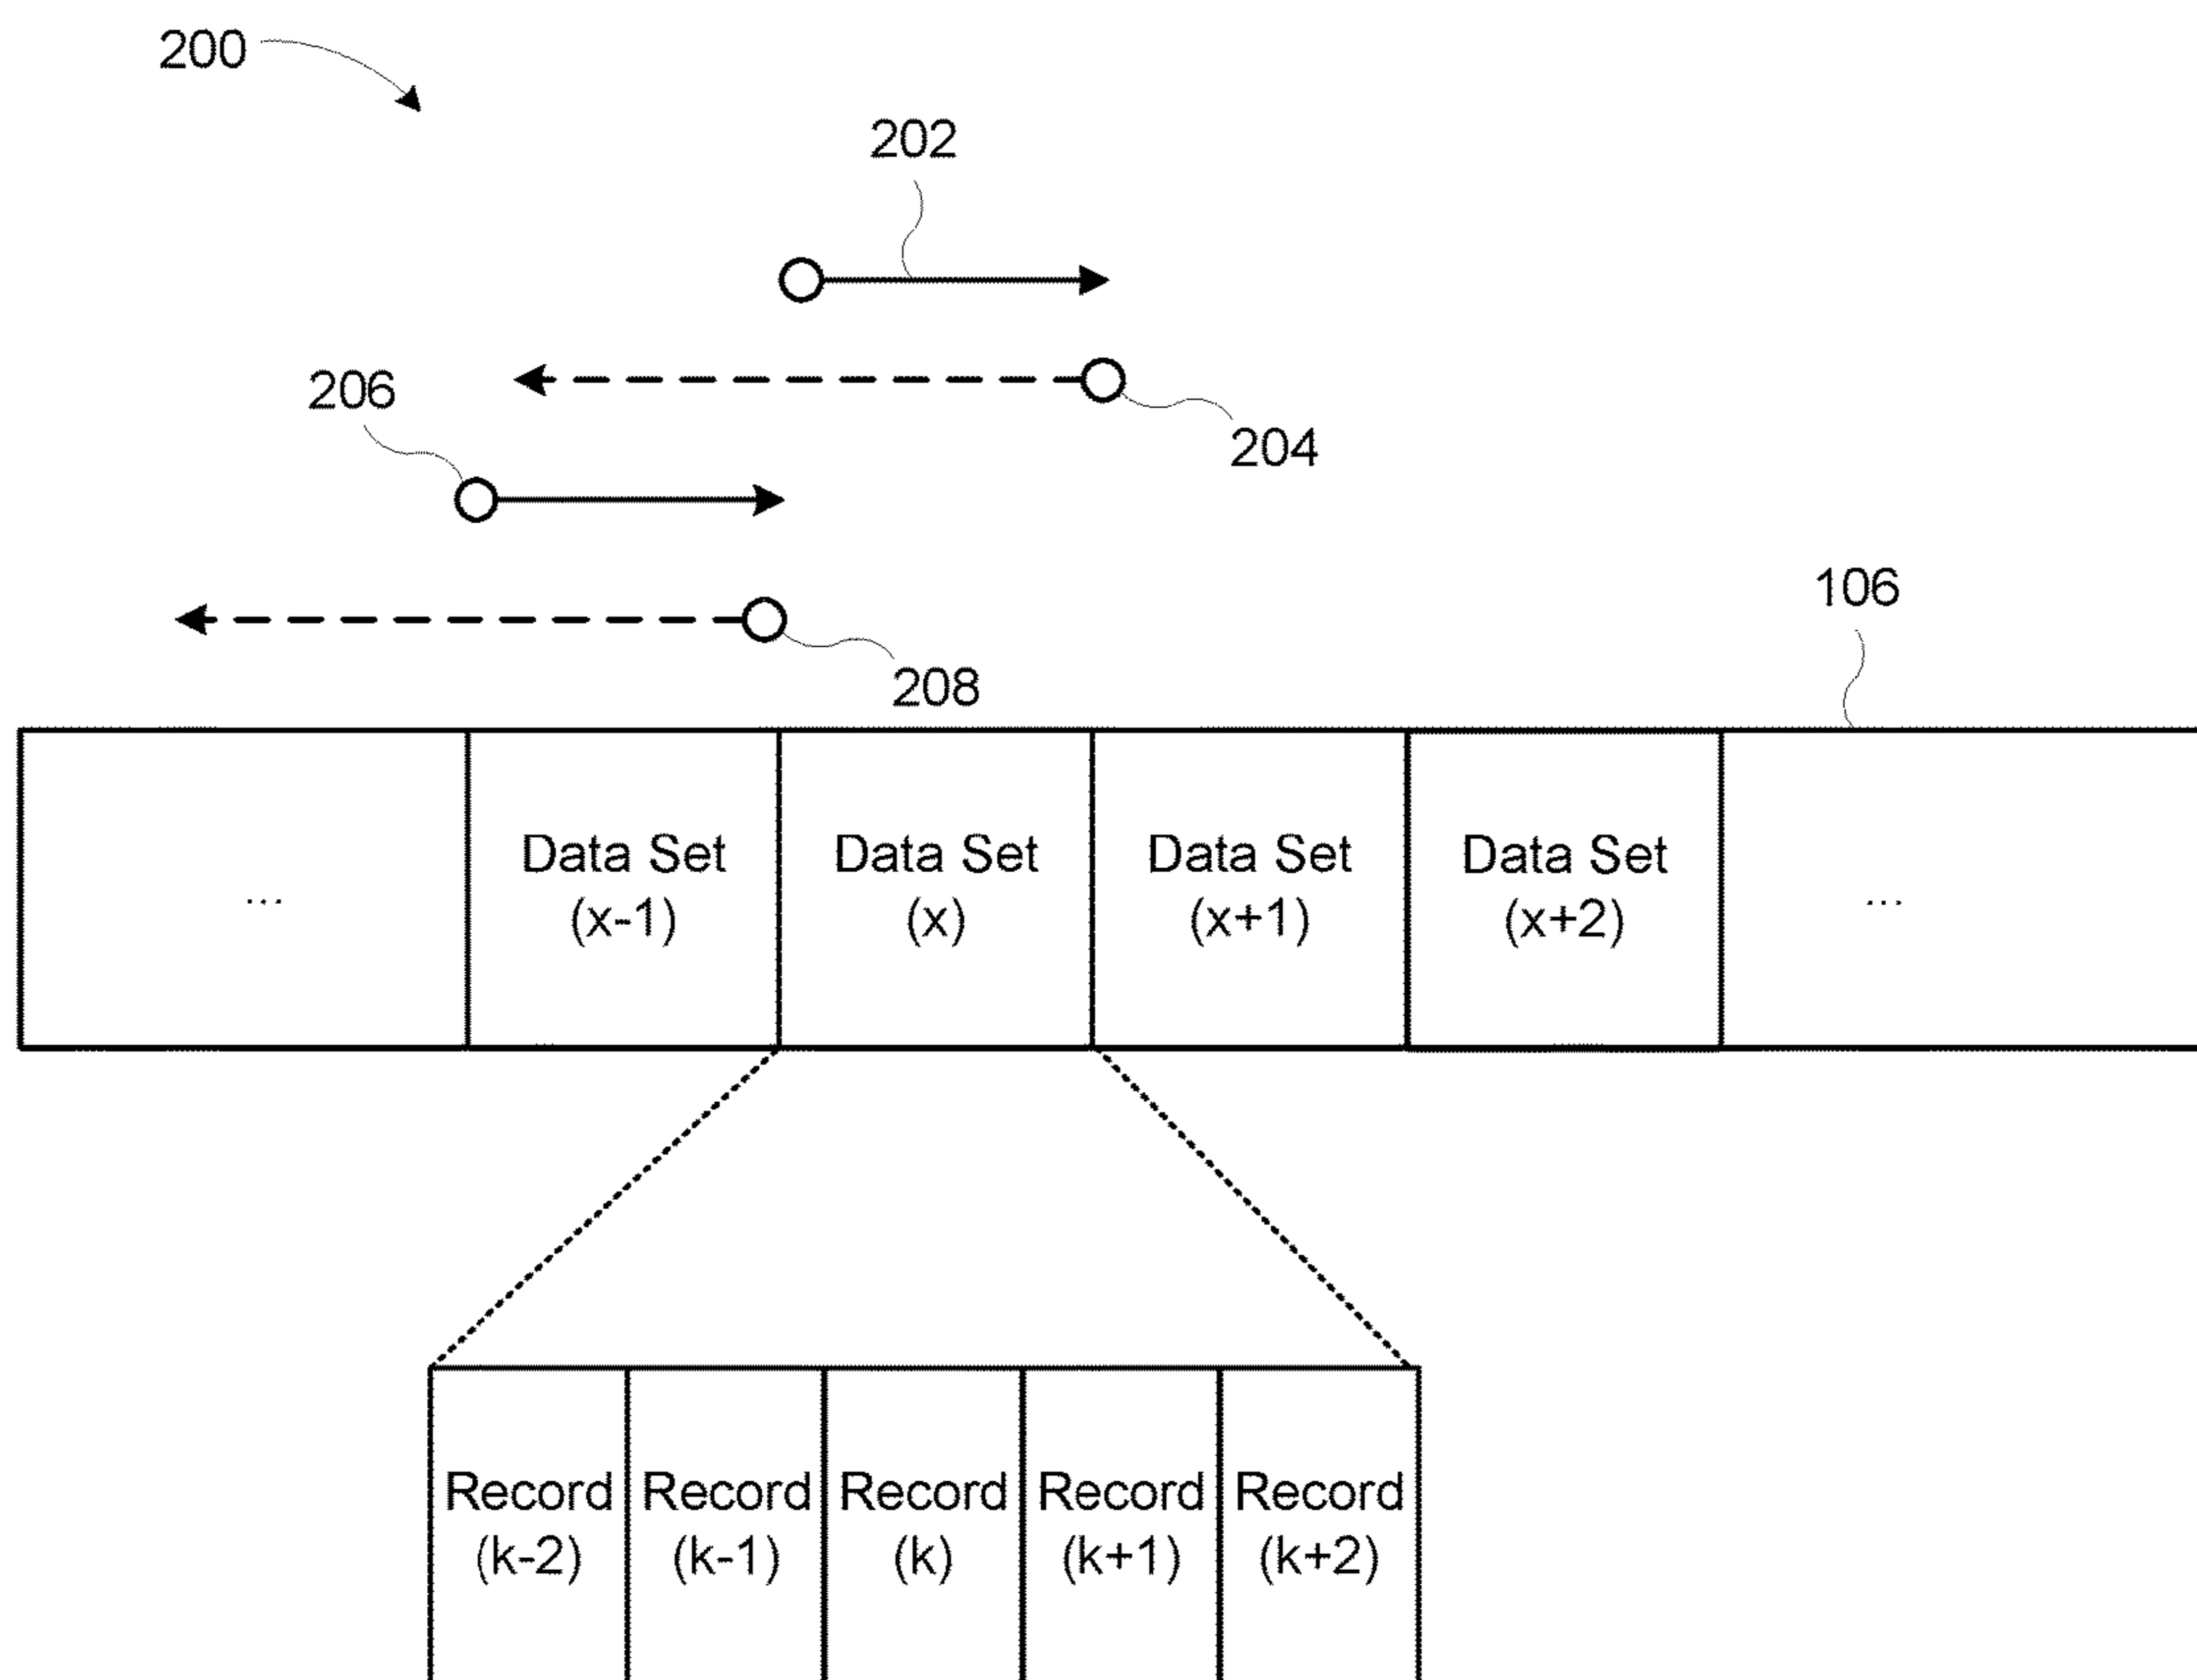 200
202
206
204
208
106
...
Data Set
(x-1)
Data Set
(x)
Data Set
(x+1)
Data Set
(x+2)
...
Record
(k-2)
Record
(k-1)
Record
(k)
Record
(k+1)
Record
(k+2)